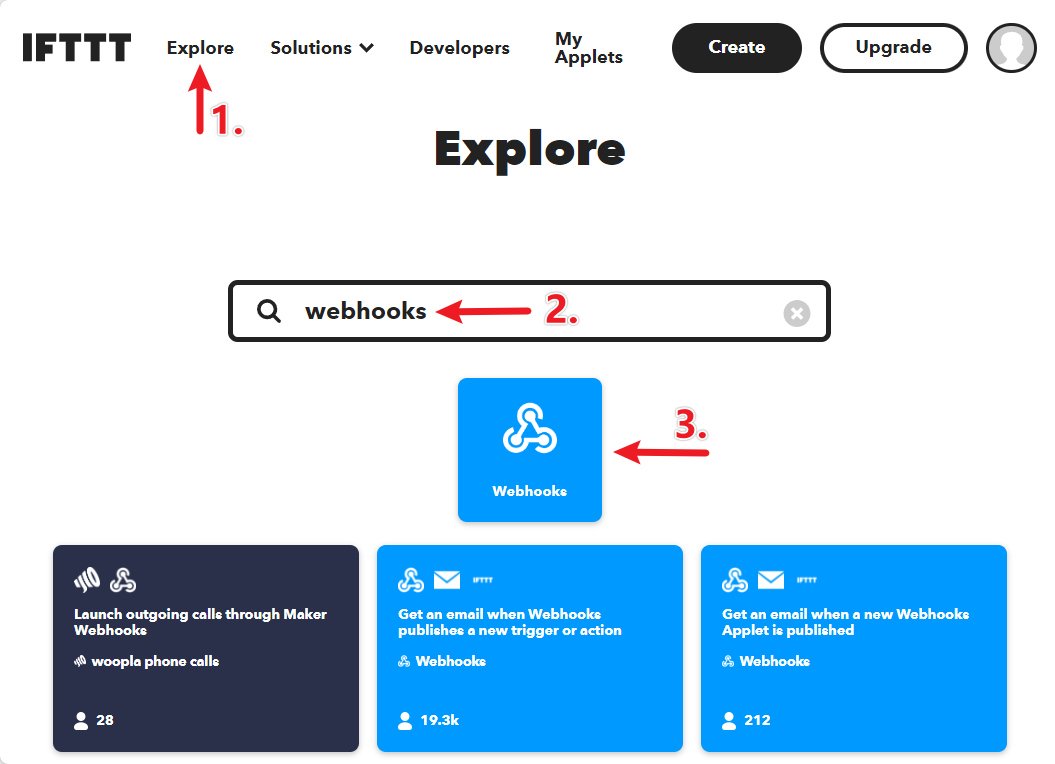 IFTTT
Explore
Solutions
Developers
My
Applets
Create
Upgrade
1.
Explore
webhooks
2.
3.
Webhooks
Launch outgoing calls through Maker
Webhooks
woopla phone calls
28
IFTTT
Get an email when Webhooks
publishes a new trigger or action
Webhooks
19.3k
IFTTT
Get an email when a new Webhooks
Applet is published
Webhooks
212